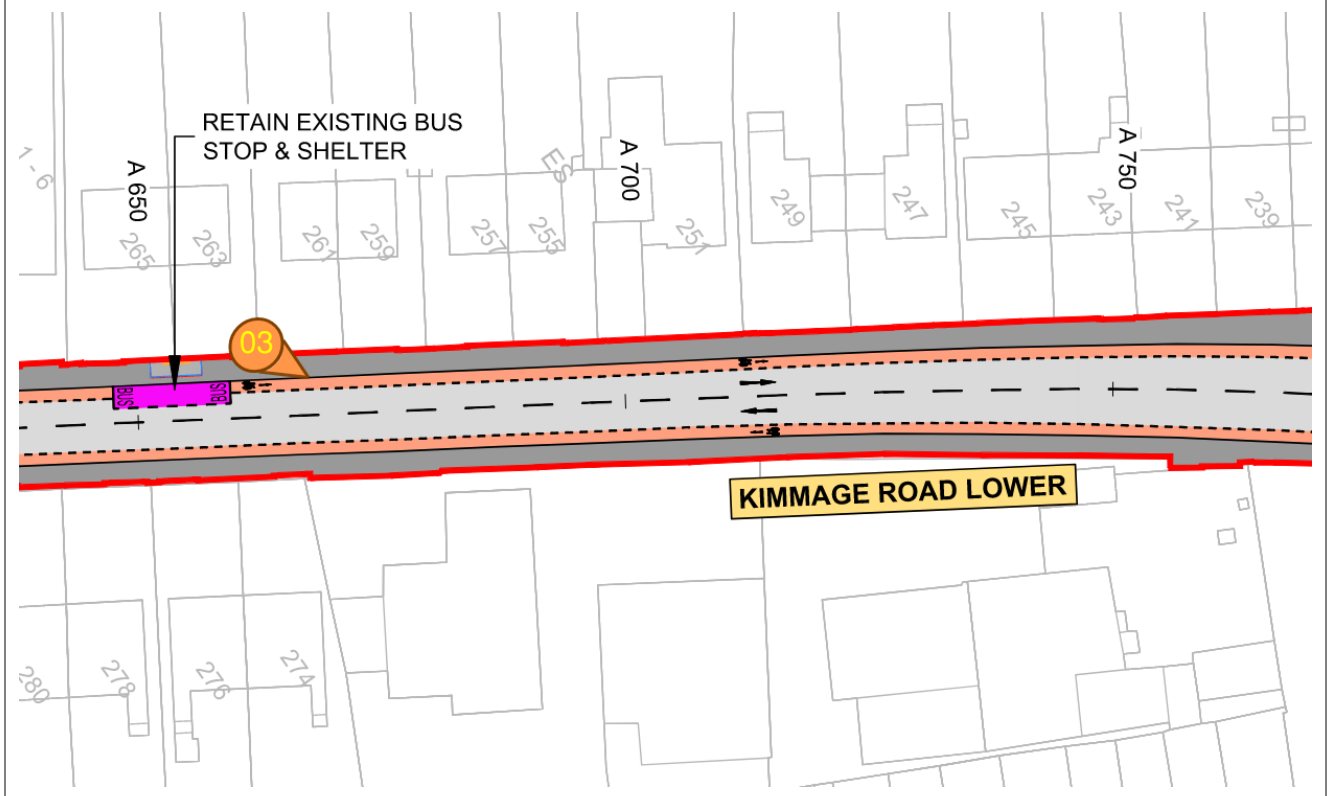 RETAIN EXISTING BUS
STOP & SHELTER
1 - 6
A 650
A 700
A 750
ES
265
263
261
259
257
255
251
249
247
245
243
241
239
03
BUS
BUS
KIMMAGE ROAD LOWER
280
278
276
274